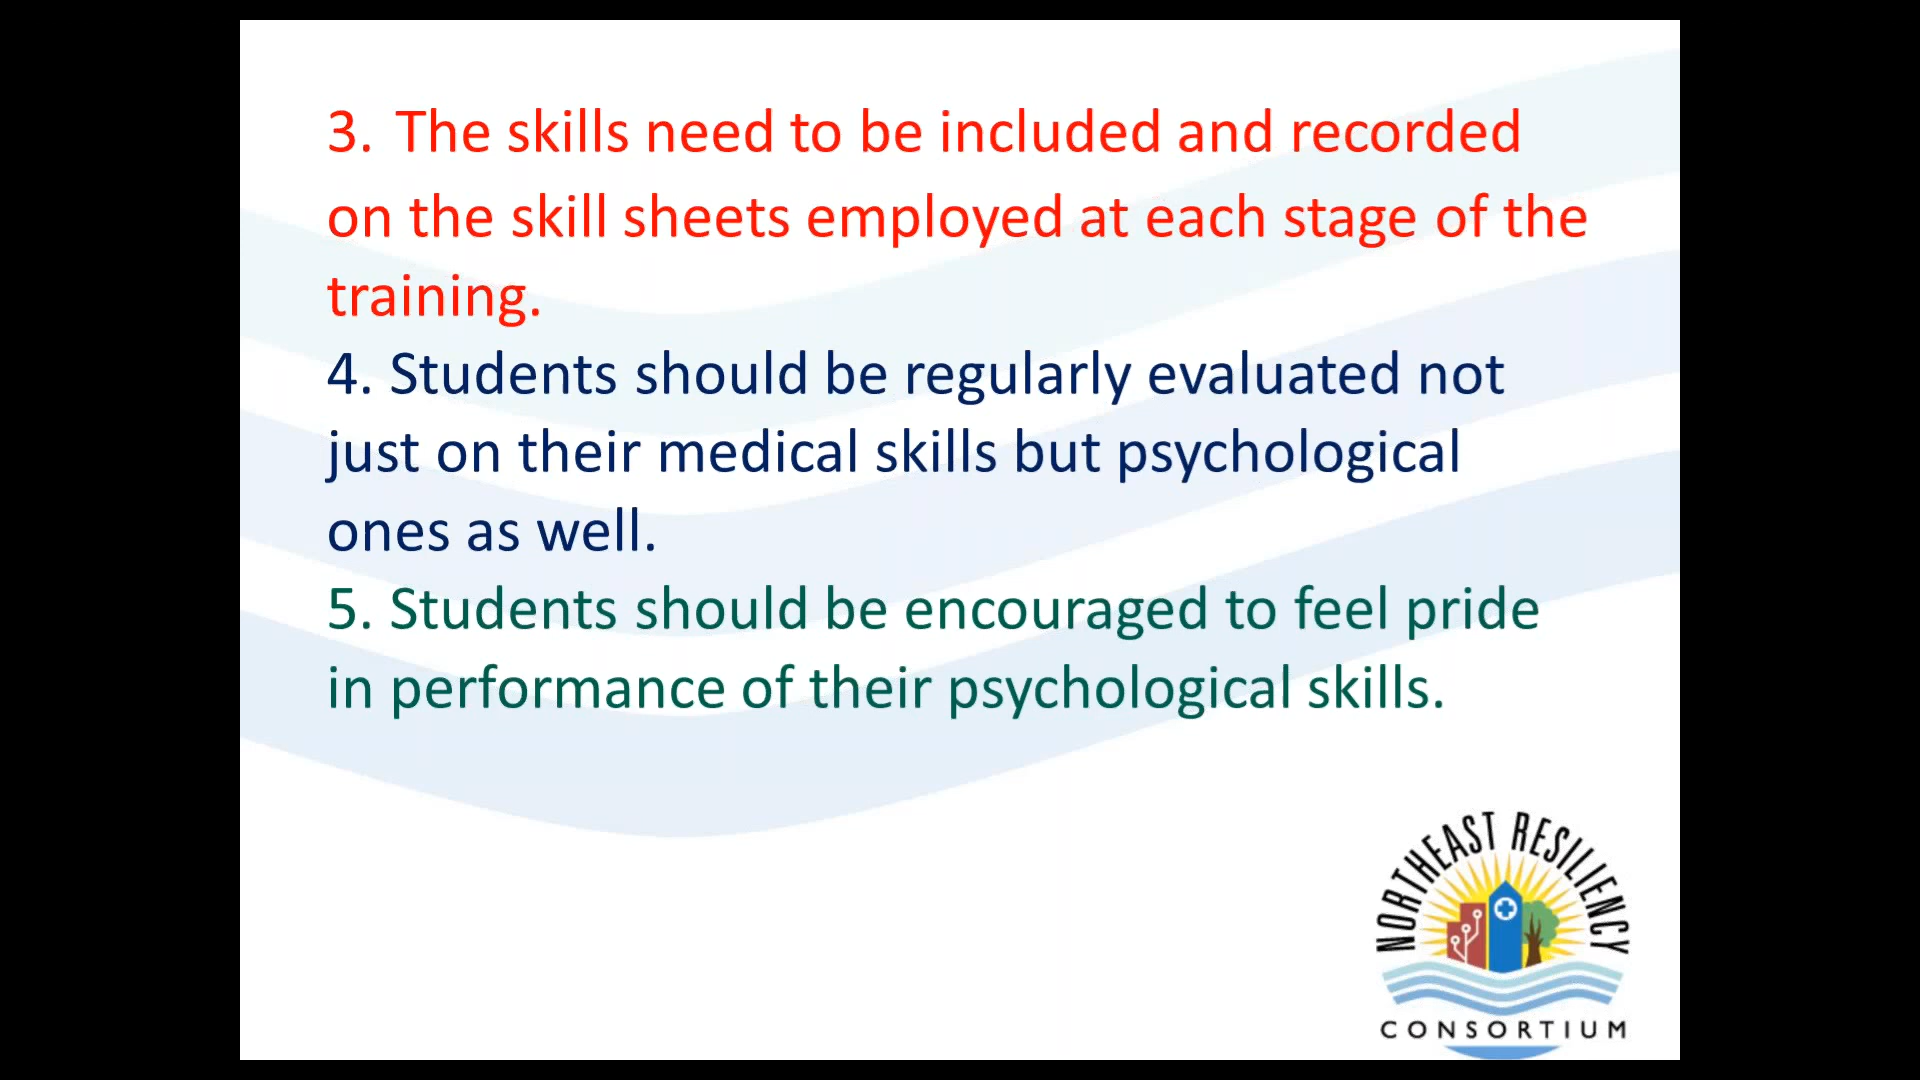 3. The skills need to be included and recorded
on the skill sheets employed at each stage of the
training.
4. Students should be regularly evaluated not
just on their medical skills but psychological
ones as well.
5. Students should be encouraged to feel pride
in performance of their psychological skills.
NORTHEAST RESILIENCY
CONSORTIUM